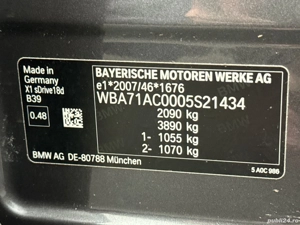 Made in
Germany
X1 sDrive18d
B39
0.48
BAYERISCHE MOTOREN WERKE AG
e1*2007/46*1676
WBA71AC0005S21434
2090 kg
3890 kg
1- 1055 kg
2- 1070 kg
BMW AG DE-80788 München
5 A0C 986
publi24.ro